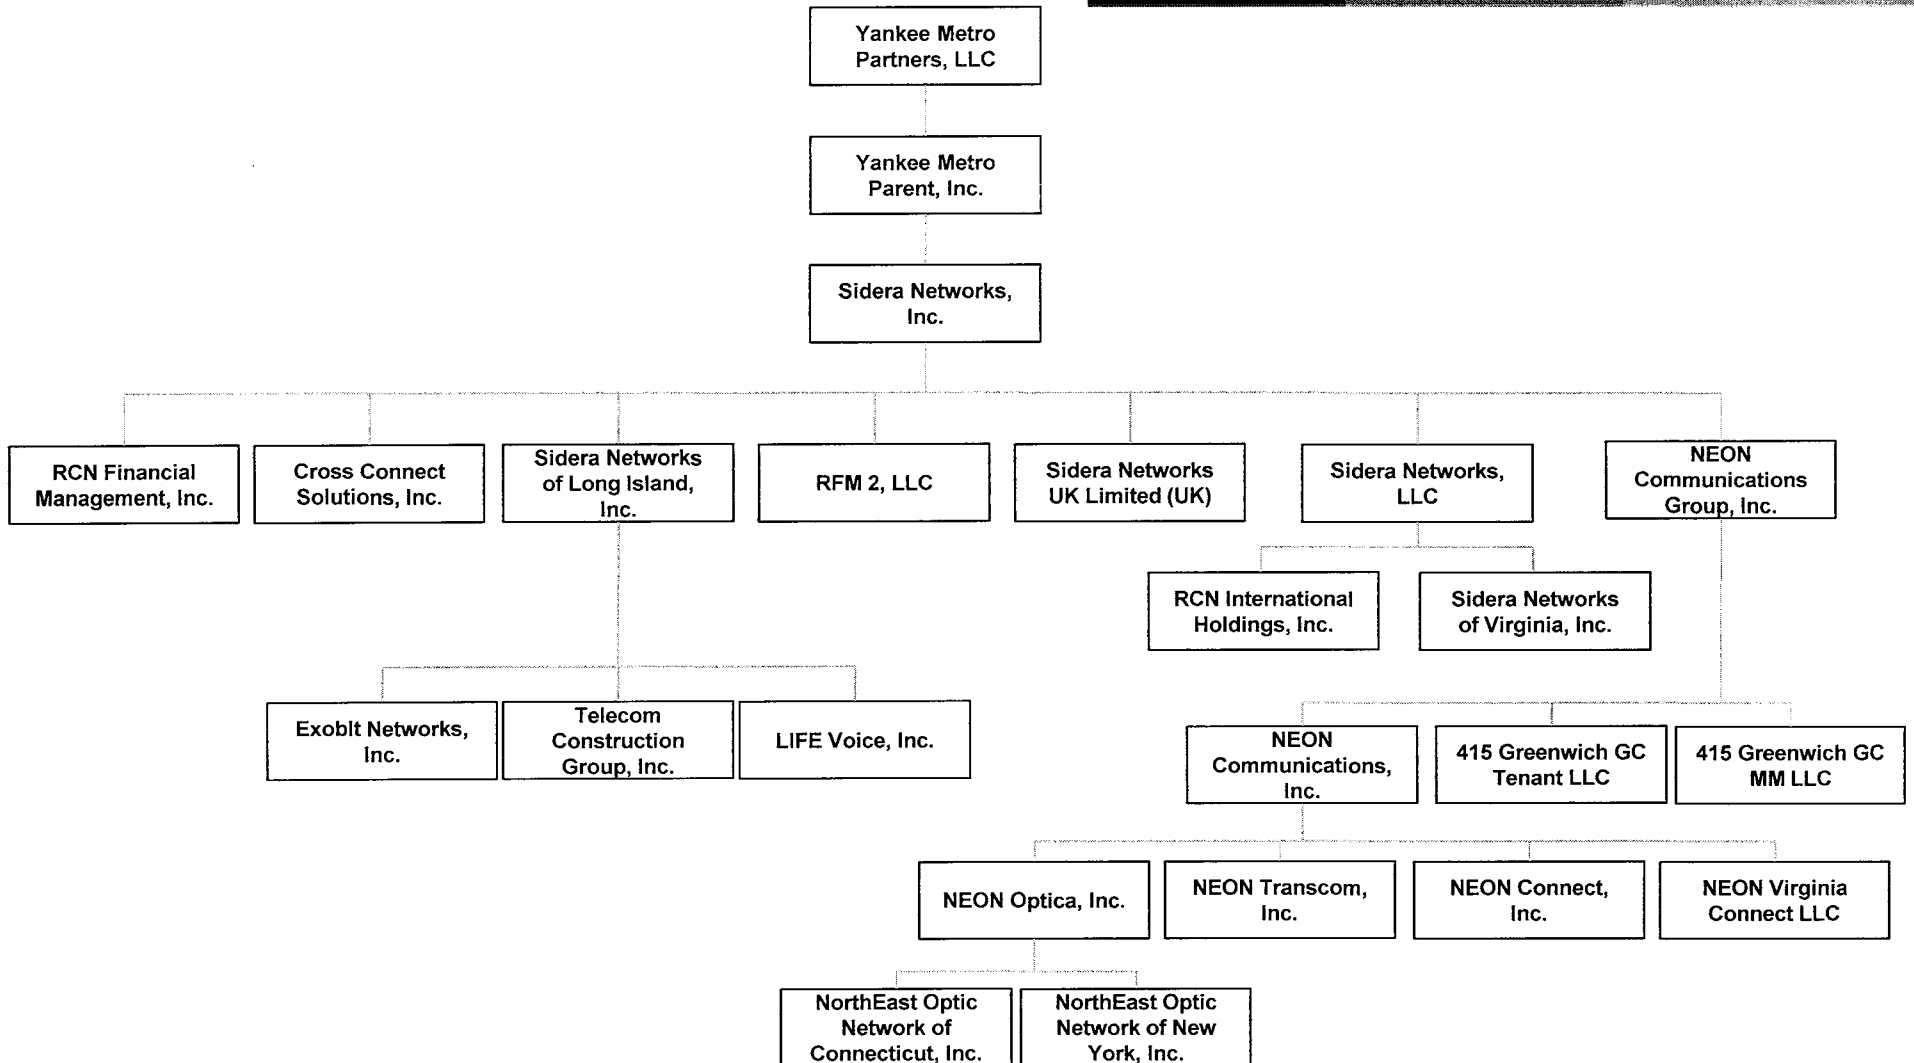 Yankee Metro
Partners, LLC
Yankee Metro
Parent, Inc.
Sidera Networks,
Inc.
RCN Financial
Management, Inc.
Cross Connect
Solutions, Inc.
Sidera Networks
of Long Island,
Inc.
RFM 2, LLC
Sidera Networks
UK Limited (UK)
Sidera Networks,
LLC
NEON
Communications
Group, Inc.
RCN International
Holdings, Inc.
Sidera Networks
of Virginia, Inc.
Exobit Networks,
Inc.
Telecom
Construction
Group, Inc.
LIFE Voice, Inc.
NEON
Communications,
Inc.
415 Greenwich GC
Tenant LLC
415 Greenwich GC
MM LLC
NEON Optica, Inc.
NEON Transcom,
Inc.
NEON Connect,
Inc.
NEON Virginia
Connect LLC
NorthEast Optic
Network of
Connecticut, Inc.
NorthEast Optic
Network of New
York, Inc.